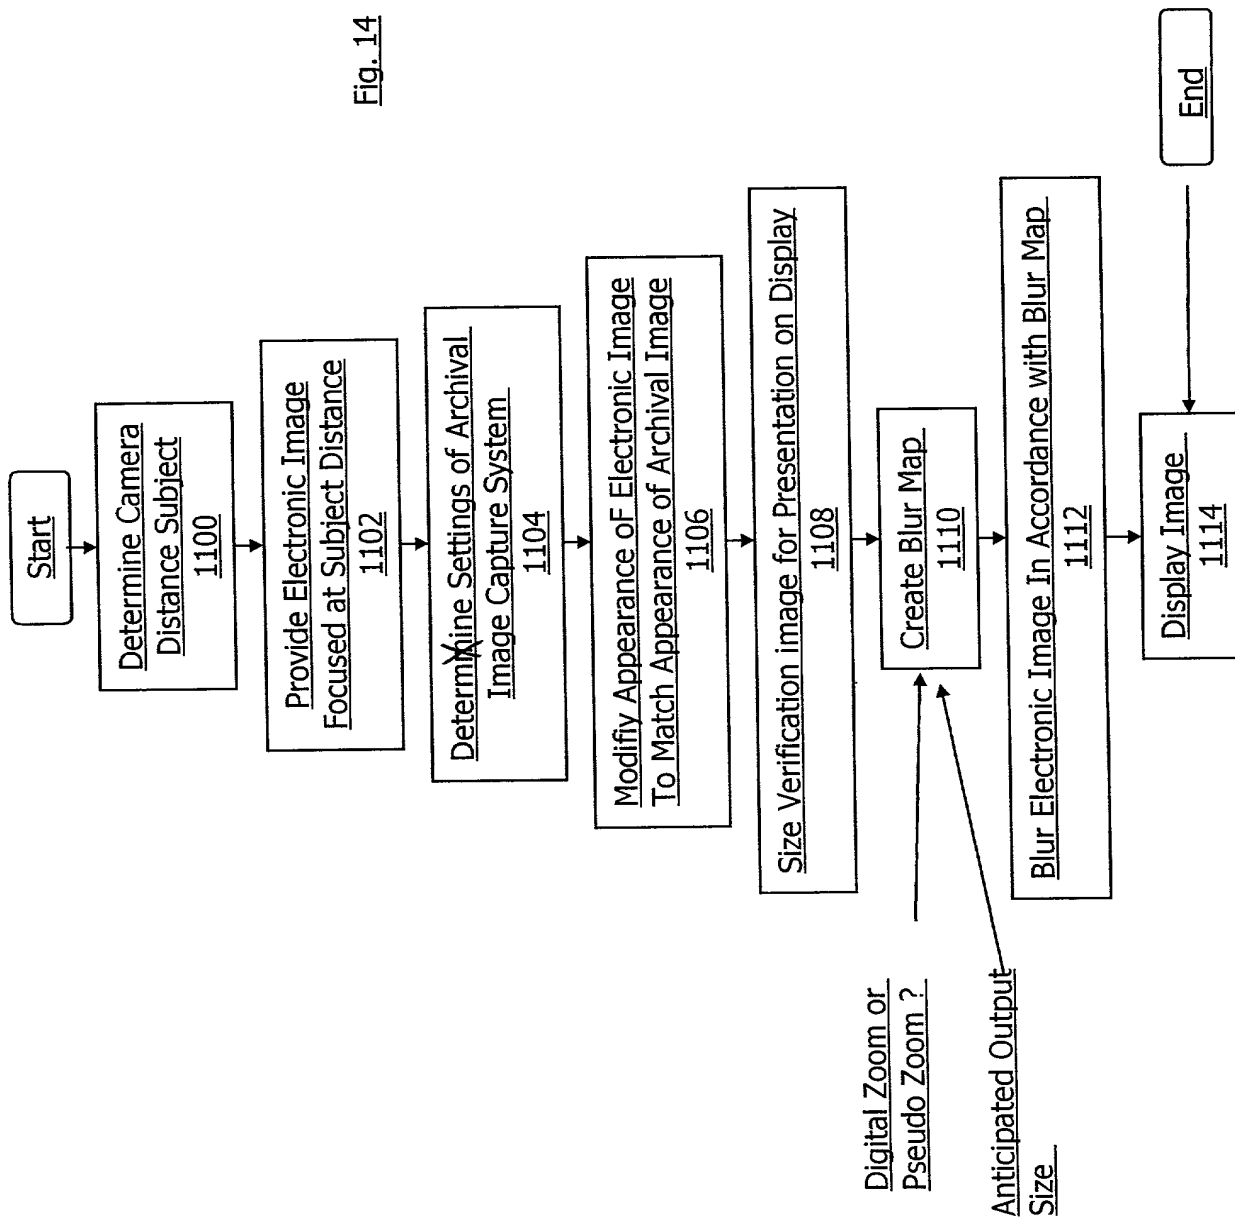 Start
Determine Camera
Distance Subject
1100
Provide Electronic Image
Focused at Subject Distance
1102
Determine Settings of Archival
Image Capture System
1104
Modifiy Appearance oF Electronic Image
To Match Appearance of Archival Image
1106
Size Verification image for Presentation on Display
1108
Digital Zoom or
Pseudo Zoom ?
Anticipated Output
Size
Create Blur Map
1110
Blur Electronic Image In Accordance with Blur Map
1112
Display Image
1114
End
Fig. 14